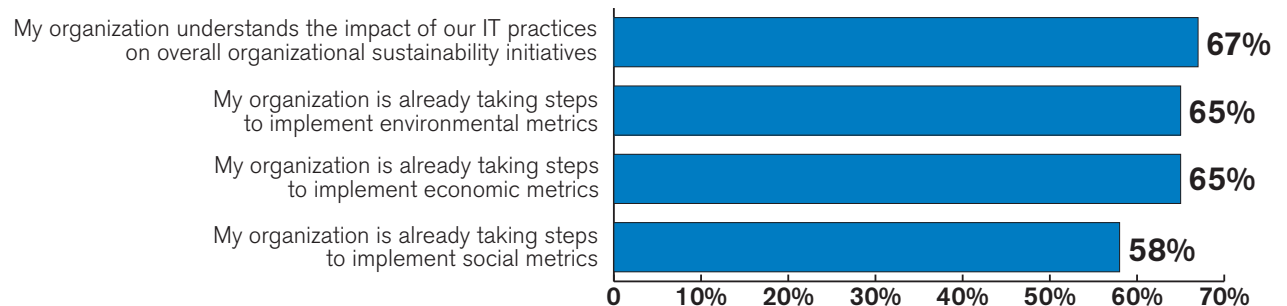 My organization understands the impact of our IT practices
on overall organizational sustainability initiatives
67%
My organization is already taking steps
to implement environmental metrics
65%
My organization is already taking steps
to implement economic metrics
65%
My organization is already taking steps
to implement social metrics
58%
0 10% 20% 30% 40% 50% 60% 70%